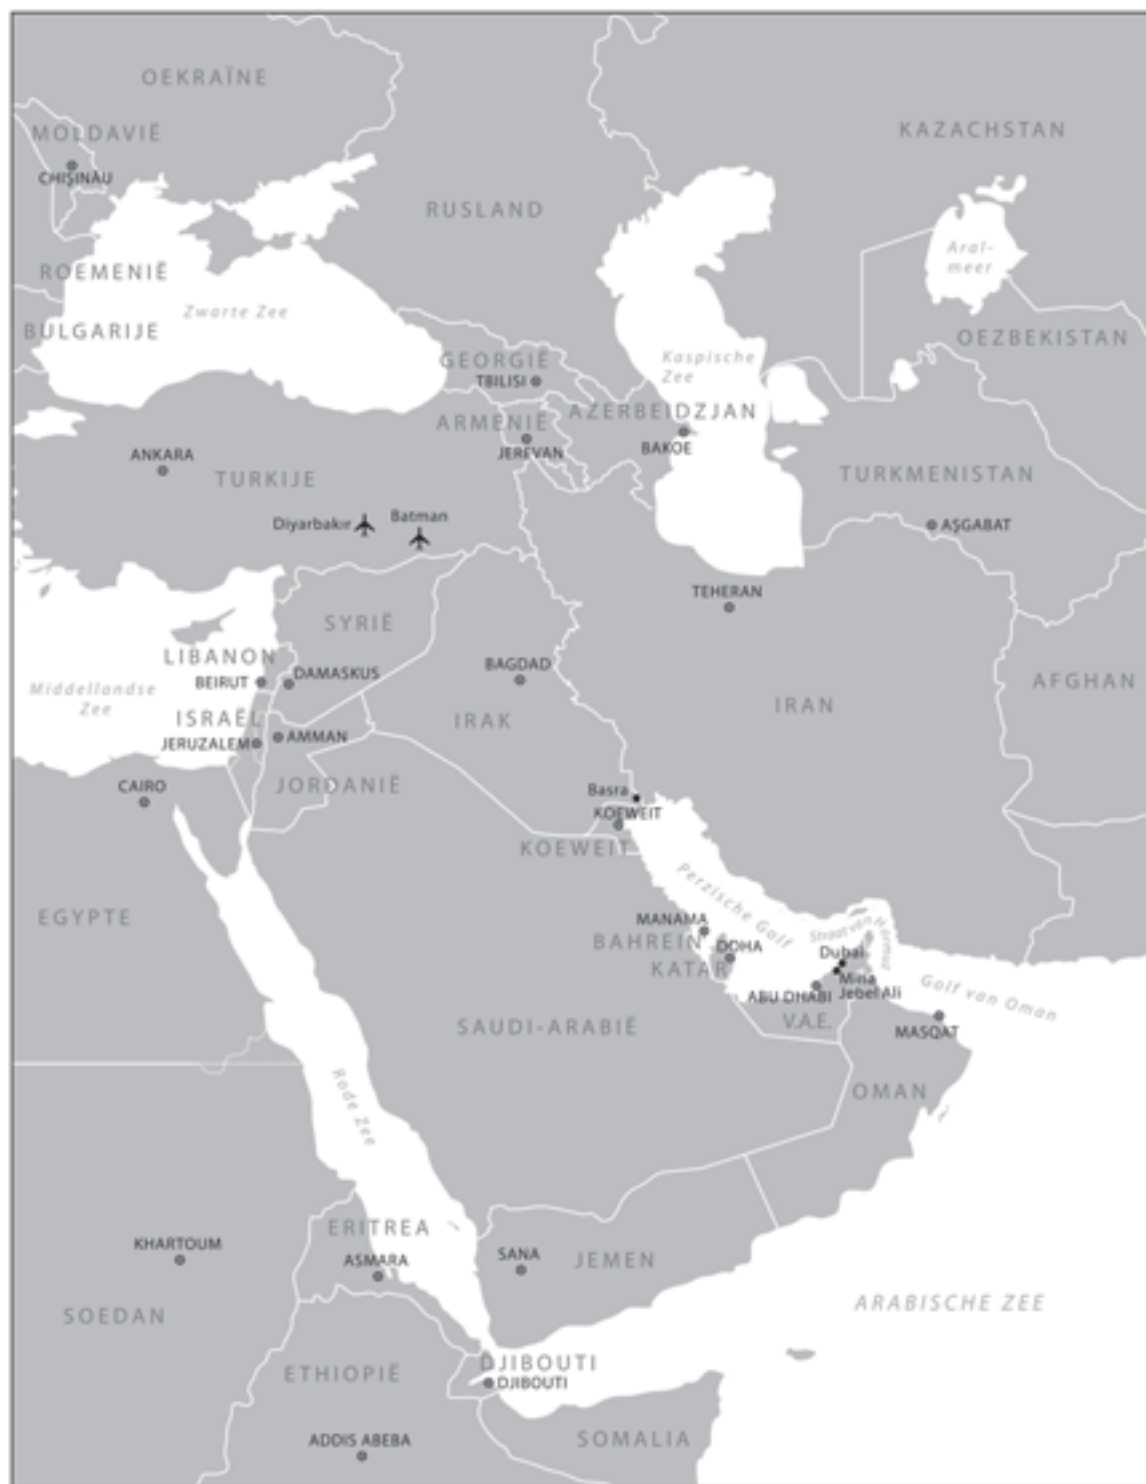 OEKRAÏNE
KAZACHSTAN
MOLDAVIË
CHIŞINĂU
RUSLAND
Aral-
meer
ROEMENIË
Zwarte Zee
BULGARIJE
OEZBEKISTAN
Kaspische
Zee
GEORGIË
TBILISI
AZERBEIDZJAN
ARMENIË
JEREVAN
BAKOE
ANKARA
TURKIJE
TURKMENISTAN
Diyarbakır
Batman
AŞGABAT
TEHERAN
SYRIË
LIBANON
BEIRUT
DAMASKUS
BAGDAD
Middellandse
Zee
AFGHAN
IRAN
ISRAËL
IRAK
JERUZALEM
AMMAN
CAIRO
JORDANIË
Basra
KOEWEIT
KOEWEIT
Perzische Golf
EGYPTE
MANAMA
BAHREIN
DOHA
KATAR
Straat van Hormuz
Dubai
Mina
Jebel Ali
ABU DHABI
V.A.E.
Golf van Oman
MASQAT
SAUDI-ARABIË
OMAN
Rode Zee
ERITREA
KHARTOUM
ASMARA
SANA
JEMEN
SOEDAN
ARABISCHE ZEE
ETHIOPIË
DJIBOUTI
DJIBOUTI
ADDIS ABEBA
SOMALIA